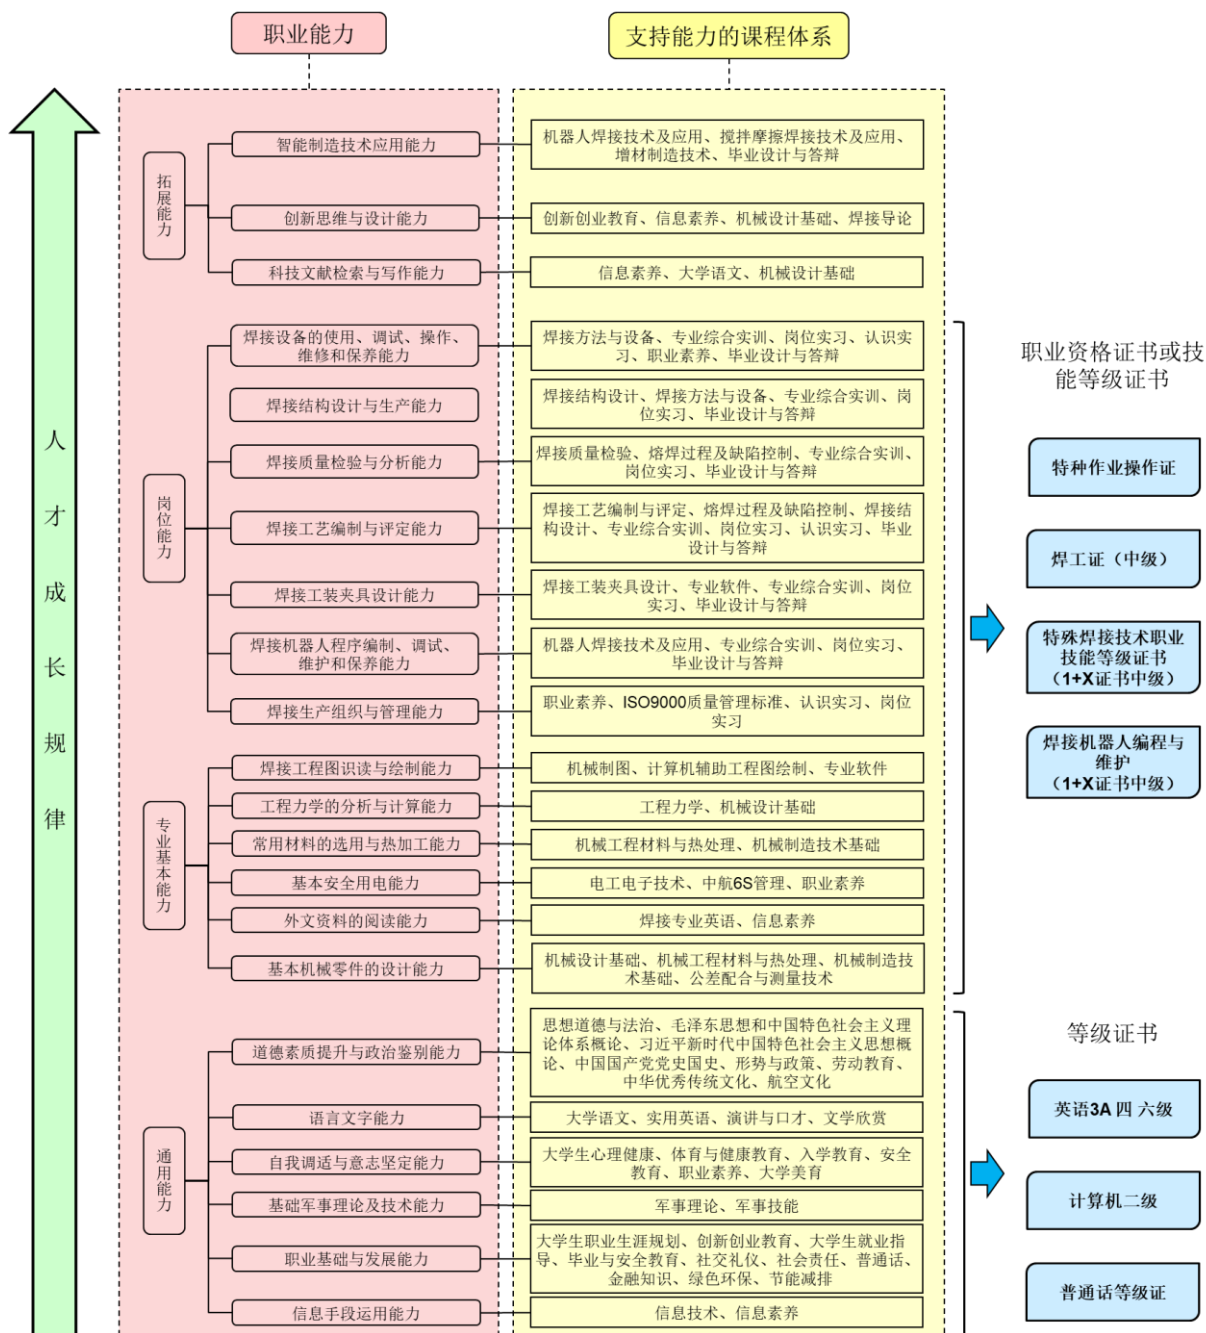 职业能力
支持能力的课程体系
人才成长规律
拓展能力
智能制造技术应用能力
机器人焊接技术及应用、搅拌摩擦焊接技术及应用、
增材制造技术、毕业设计与答辩
创新思维与设计能力
创新创业教育、信息素养、机械设计基础、焊接导论
科技文献检索与写作能力
信息素养、大学语文、机械设计基础
岗位能力
焊接设备的使用、调试、操作、
维修和保养能力
焊接方法与设备、专业综合实训、岗位实习、认识实
习、职业素养、毕业设计与答辩
焊接结构设计与生产能力
焊接结构设计、焊接方法与设备、专业综合实训、岗
位实习、毕业设计与答辩
焊接质量检验与分析能力
焊接质量检验、熔焊过程及缺陷控制、专业综合实训、
岗位实习、毕业设计与答辩
焊接工艺编制与评定能力
焊接工艺编制与评定、熔焊过程及缺陷控制、焊接结
构设计、专业综合实训、岗位实习、认识实习、毕业
设计与答辩
焊接工装夹具设计能力
焊接工装夹具设计、专业软件、专业综合实训、岗位
实习、毕业设计与答辩
焊接机器人程序编制、调试、
维护和保养能力
机器人焊接技术及应用、专业综合实训、岗位实习、
毕业设计与答辩
焊接生产组织与管理能力
职业素养、ISO9000质量管理标准、认识实习、岗位
实习
专业基本能力
焊接工程图识读与绘制能力
机械制图、计算机辅助工程图绘制、专业软件
工程力学的分析与计算能力
工程力学、机械设计基础
常用材料的选用与热加工能力
机械工程材料与热处理、机械制造技术基础
基本安全用电能力
电工电子技术、中航6S管理、职业素养
外文资料的阅读能力
焊接专业英语、信息素养
基本机械零件的设计能力
机械设计基础、机械工程材料与热处理、机械制造技
术基础、公差配合与测量技术
通用能力
道德素质提升与政治鉴别能力
思想道德与法治、毛泽东思想和中国特色社会主义理
论体系概论、习近平新时代中国特色社会主义思想概
论、中国国产党党史国史、形势与政策、劳动教育、
中华优秀传统文化、航空文化
语言文字能力
大学语文、实用英语、演讲与口才、文学欣赏
自我调适与意志坚定能力
大学生心理健康、体育与健康教育、入学教育、安全
教育、职业素养、大学美育
基础军事理论及技术能力
军事理论、军事技能
职业基础与发展能力
大学生职业生涯规划、创新创业教育、大学生就业指
导、毕业与安全教育、社交礼仪、社会责任、普通话、
金融知识、绿色环保、节能减排
信息手段运用能力
信息技术、信息素养
职业资格证书或技
能等级证书
特种作业操作证
焊工证（中级）
特殊焊接技术职业
技能等级证书
（1+X证书中级）
焊接机器人编程与
维护
（1+X证书中级）
等级证书
英语3A 四 六级
计算机二级
普通话等级证